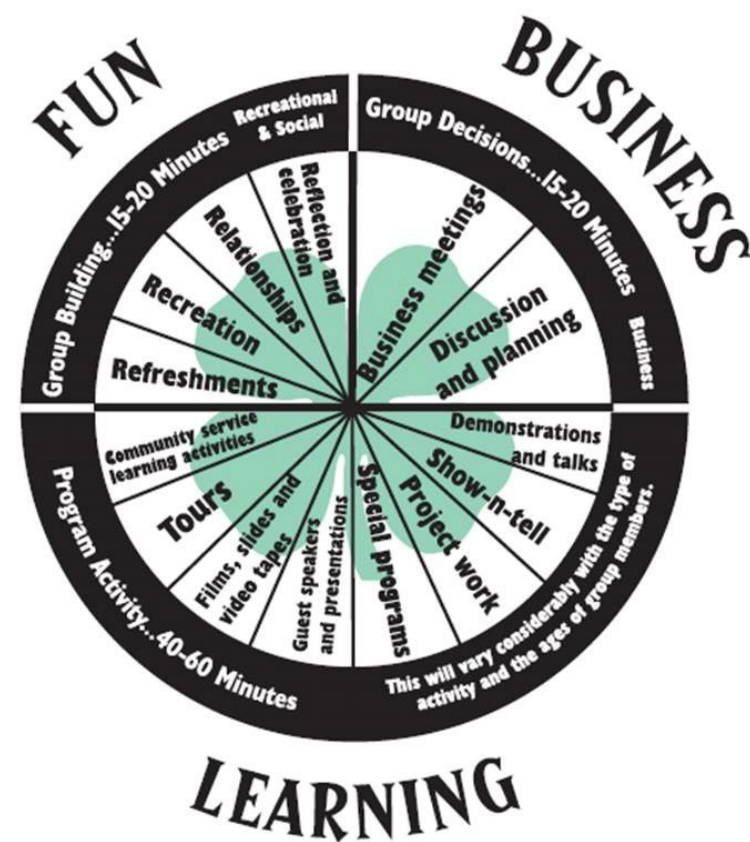 FUN
BUSINESS
Group Building...15-20 Minutes
Recreational
& Social
Group Decisions...15-20 Minutes
Business
Reflection and
celebration
Relationships
Recreation
Refreshments
Business meetings
Discussion
and planning
Demonstrations
and talks
Show-n-tell
Project work
Special programs
Guest speakers
and presentations
Films, slides and
video tapes
Tours
Community service
learning activities
Program Activity...40-60 Minutes
This will vary considerably with the type of
activity and the ages of group members.
LEARNING